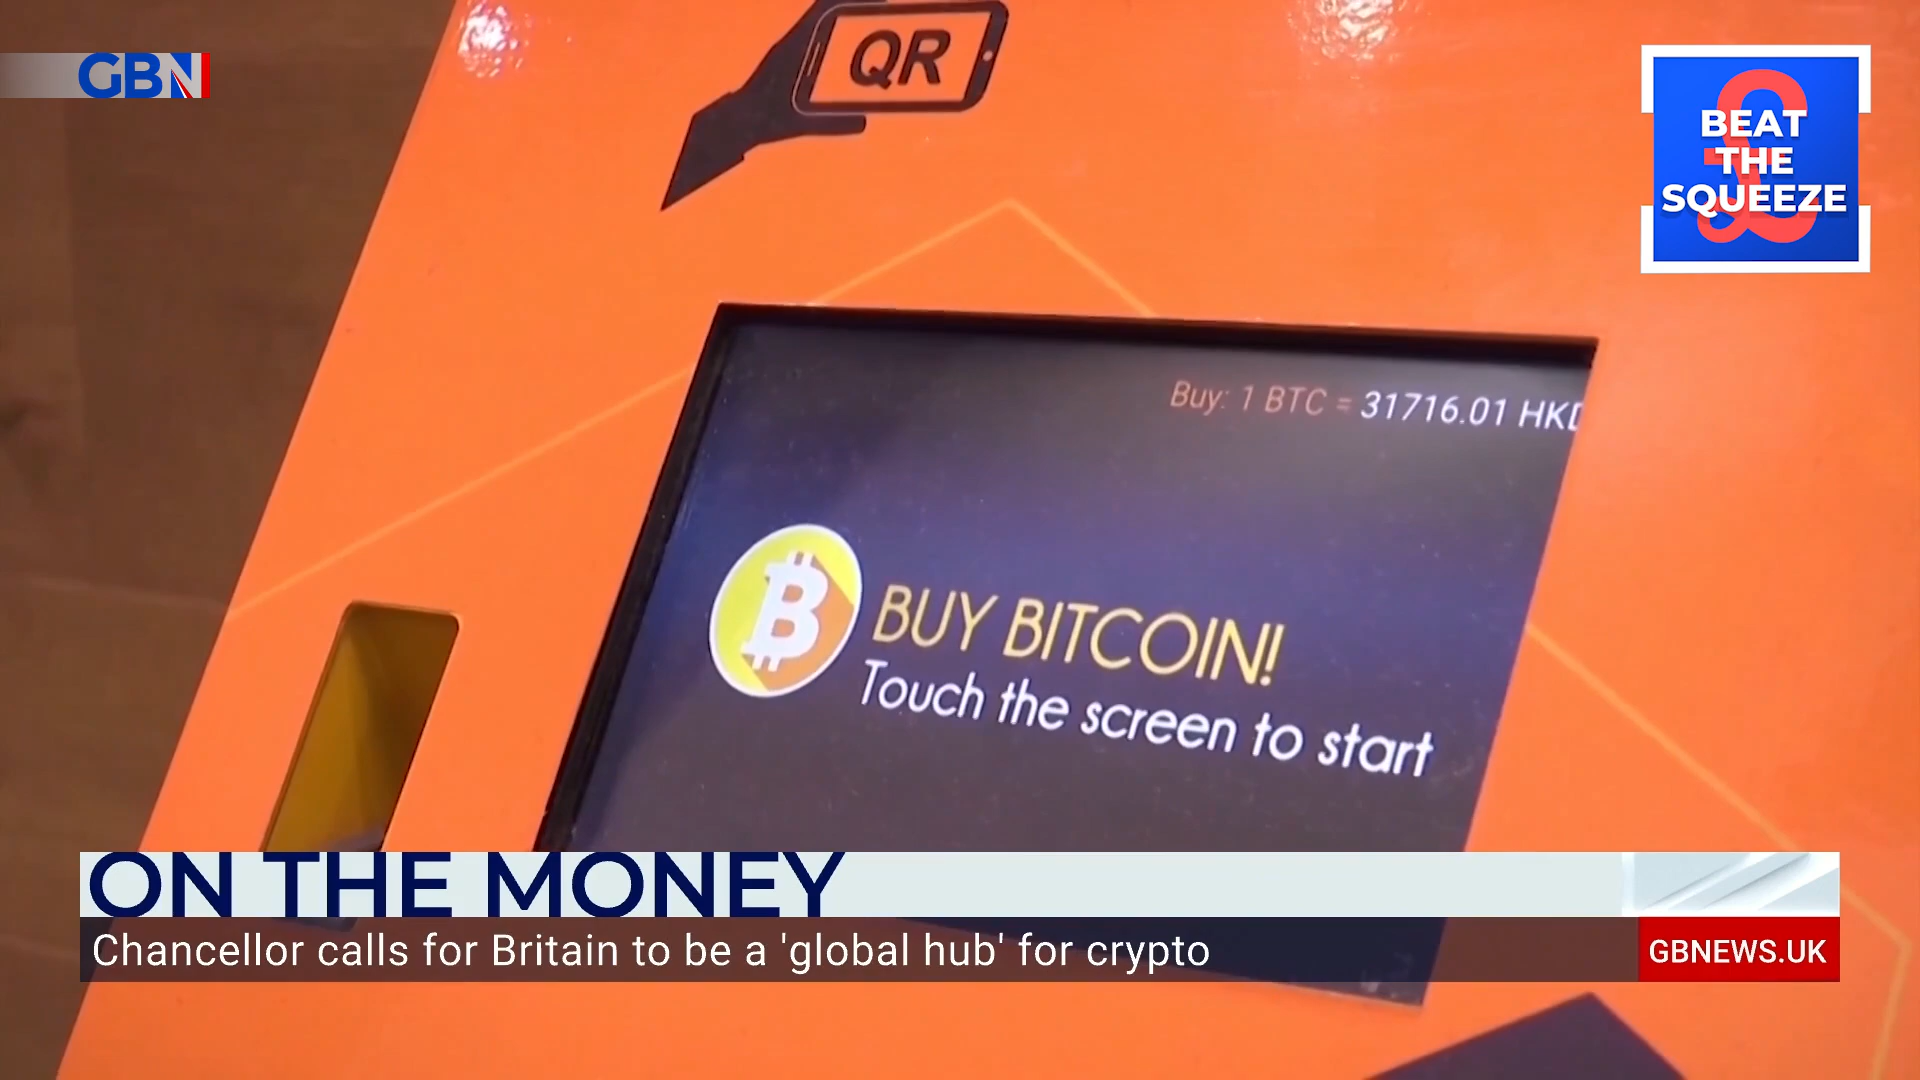 GBN
QR
BEAT
THE
SQUEEZE
Buy: 1 BTC = 31716.01 HKD
BUY BITCOIN!
Touch the screen to start
ON THE MONEY
Chancellor calls for Britain to be a 'global hub' for crypto
GBNEWS.UK